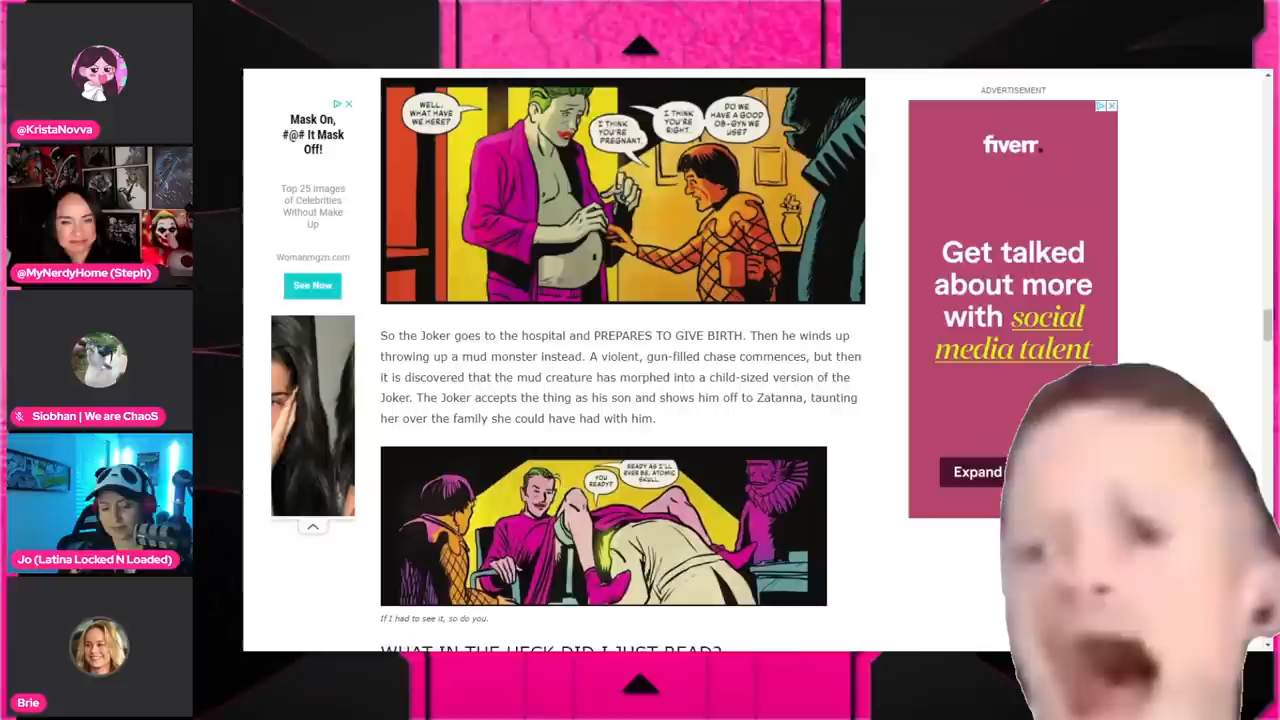 @KristaNovva
@MyNerdyHome (Steph)
Siobhan | We are ChaoS
Jo (Latina Locked N Loaded)
Brie
Mask On,
#@# It Mask
Off!
Top 25 Images
of Celebrities
Without Make
Up
Womanmgzn.com
See Now
WELL,
WHAT HAVE
WE HERE?
I THINK
YOU'RE
PREGNANT.
I THINK
YOU'RE
RIGHT.
DO WE
HAVE A GOOD
OB-GYN WE
USE?
So the Joker goes to the hospital and PREPARES TO GIVE BIRTH. Then he winds up
throwing up a mud monster instead. A violent, gun-filled chase commences, but then
it is discovered that the mud creature has morphed into a child-sized version of the
Joker. The Joker accepts the thing as his son and shows him off to Zatanna, taunting
her over the family she could have had with him.
YOU
READY?
READY AS I'LL
EVER BE, ATOMIC
SKULL.
If I had to see it, so do you.
WHAT IN THE HECK DID I JUST READ?
ADVERTISEMENT
fiverr.
Get talked
about more
with social
media talent
Expand